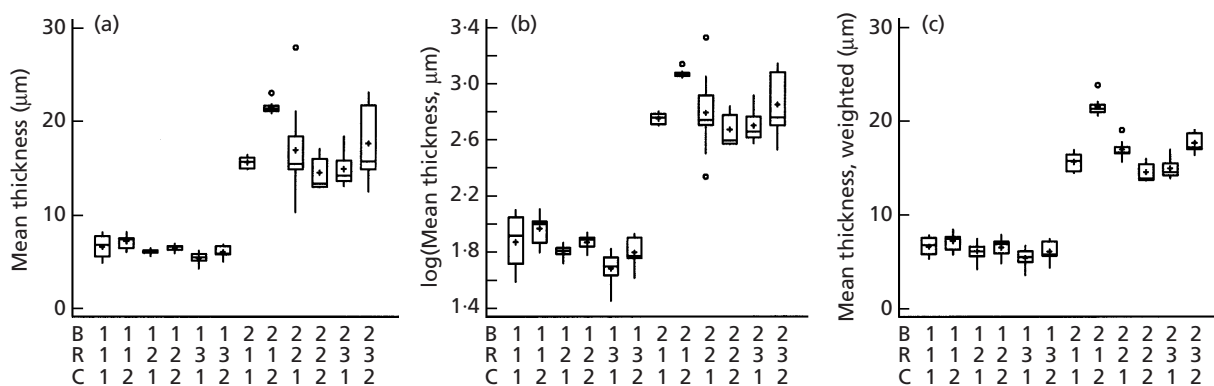 (a)
Mean thickness (μm)
30
20
10
0
(b)
log(Mean thickness, μm)
3·4
3·0
2·6
2·2
1·8
1·4
(c)
Mean thickness, weighted (μm)
30
20
10
0
B 1 1 1 1 1 1 2 2 2 2 2 2 1 1 1 1 1 1 2 2 2 2 2 2 1 1 1 1 1 1 2 2 2 2 2 2
R 1 1 2 2 3 3 1 1 2 2 3 3 1 1 2 2 3 3 1 1 2 2 3 3 1 1 2 2 3 3 1 1 2 2 3 3
C 1 2 1 2 1 2 1 2 1 2 1 2 1 2 1 2 1 2 1 2 1 2 1 2 1 2 1 2 1 2 1 2 1 2 1 2